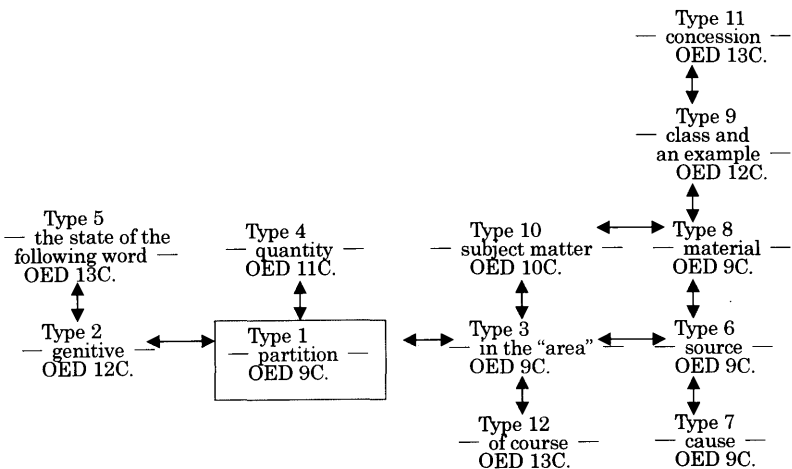 Type 11
— concession —
OED 13C.
Type 9
— class and
an example —
OED 12C.
Type 5
— the state of the
following word —
OED 13C.
Type 4
— quantity —
OED 11C.
Type 10
— subject matter —
OED 10C.
Type 8
— material —
OED 9C.
Type 2
— genitive —
OED 12C.
Type 1
— partition —
OED 9C.
Type 3
— in the “area” —
OED 9C.
Type 6
— source —
OED 9C.
Type 12
— of course —
OED 13C.
Type 7
— cause —
OED 9C.